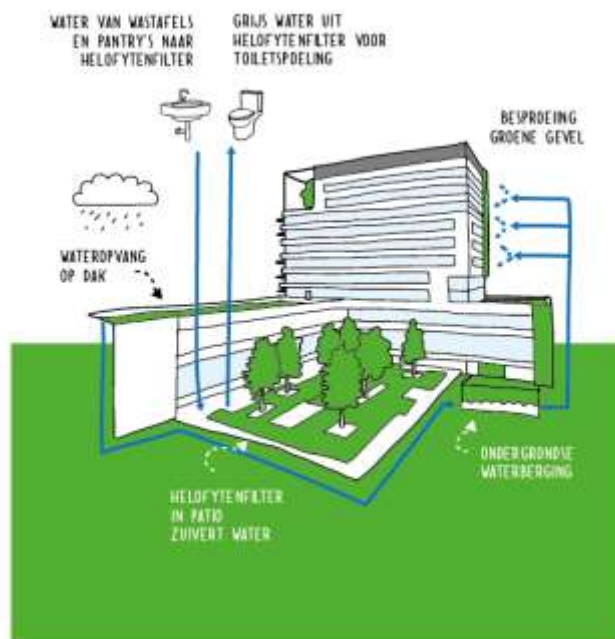 WATER VAN WASTAFELS
EN PANTRY'S NAAR
HELOFYTENFILTER
GRIJS WATER UIT
HELOFYTENFILTER VOOR
TOILETSPOELING
BESPROEIING
GROENE GEVEL
WATEROPVANG
OP DAK
ONDERGRONDSE
WATERBERGING
HELOFYTENFILTER
IN PATIO
ZUIVERT WATER